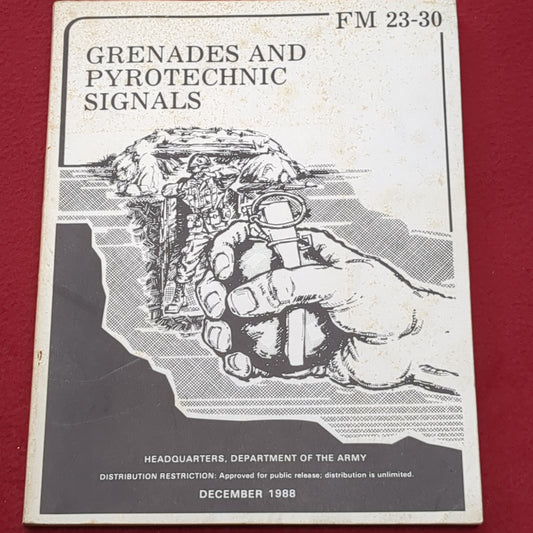 FM 23-30
GRENADES AND
PYROTECHNIC
SIGNALS
HEADQUARTERS, DEPARTMENT OF THE ARMY
DISTRIBUTION RESTRICTION: Approved for public release; distribution is unlimited.
DECEMBER 1988